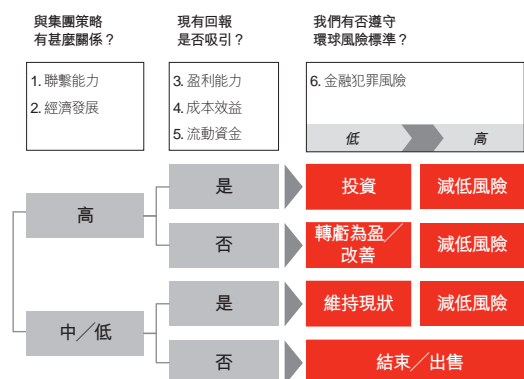 與集團策略
有甚麼關係？
現有回報
是否吸引？
我們有否遵守
環球風險標準？
1. 聯繫能力
2. 經濟發展
3. 盈利能力
4. 成本效益
5. 流動資金
6. 金融犯罪風險
低
高
高
是
投資
減低風險
否
轉虧為盈／
改善
減低風險
中／低
是
維持現狀
減低風險
否
結束／出售